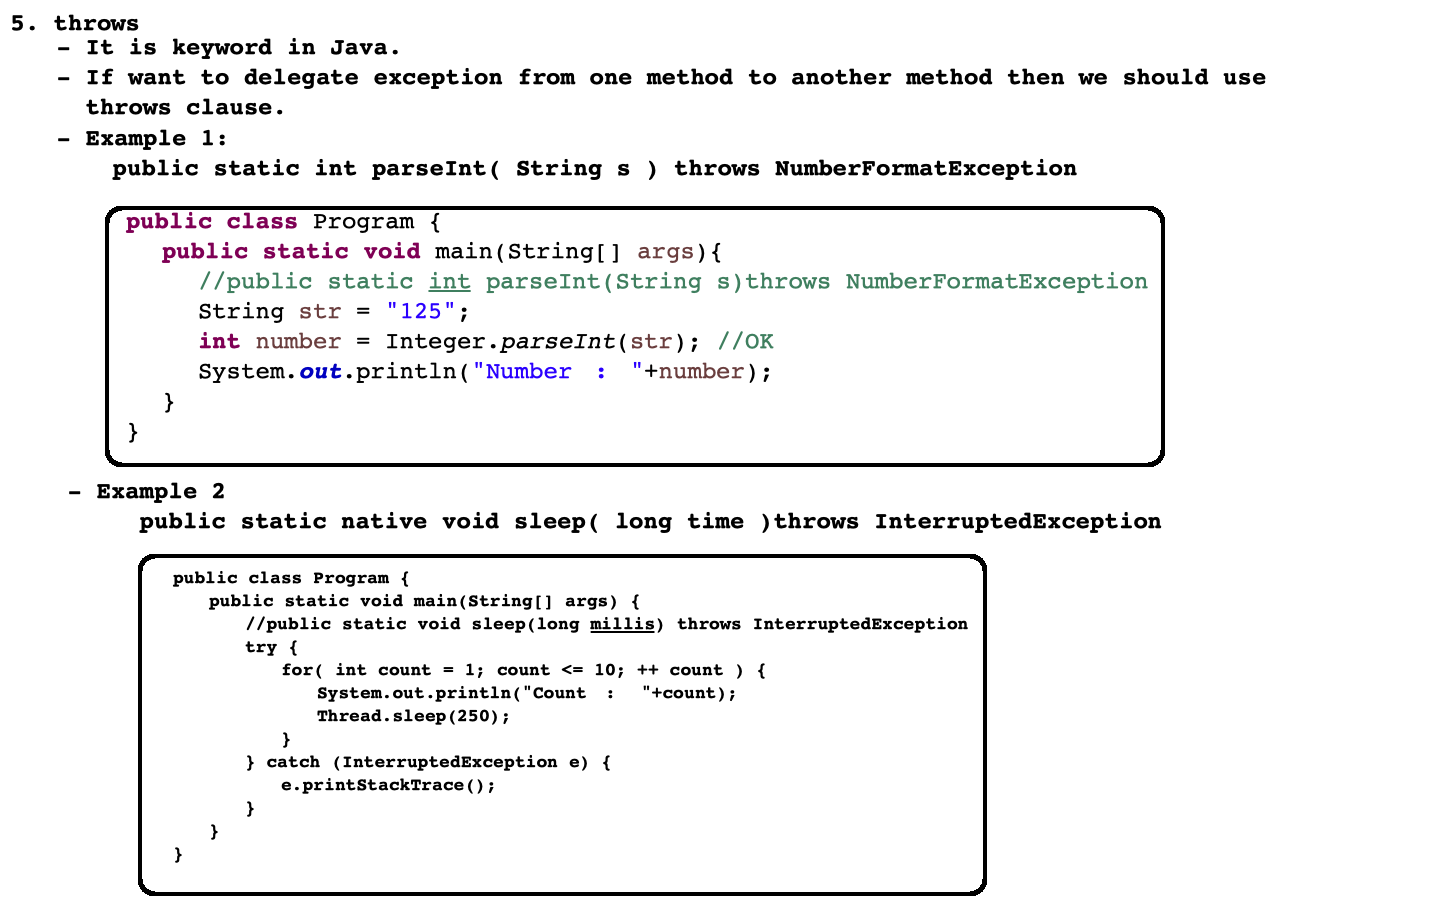 5. throws
- It is keyword in Java.
- If want to delegate exception from one method to another method then we should use
throws clause.
- Example 1:
public static int parseInt( String s ) throws NumberFormatException
public class Program {
public static void main(String[] args){
//public static int parseInt(String s)throws NumberFormatException
String str = "125";
int number = Integer.parseInt(str); //OK
System.out.println("Number  :  "+number);
}
}
- Example 2
public static native void sleep( long time )throws InterruptedException
public class Program {
public static void main(String[] args) {
//public static void sleep(long millis) throws InterruptedException
try {
for( int count = 1; count <= 10; ++ count ) {
System.out.println("Count  :  "+count);
Thread.sleep(250);
}
} catch (InterruptedException e) {
e.printStackTrace();
}
}
}